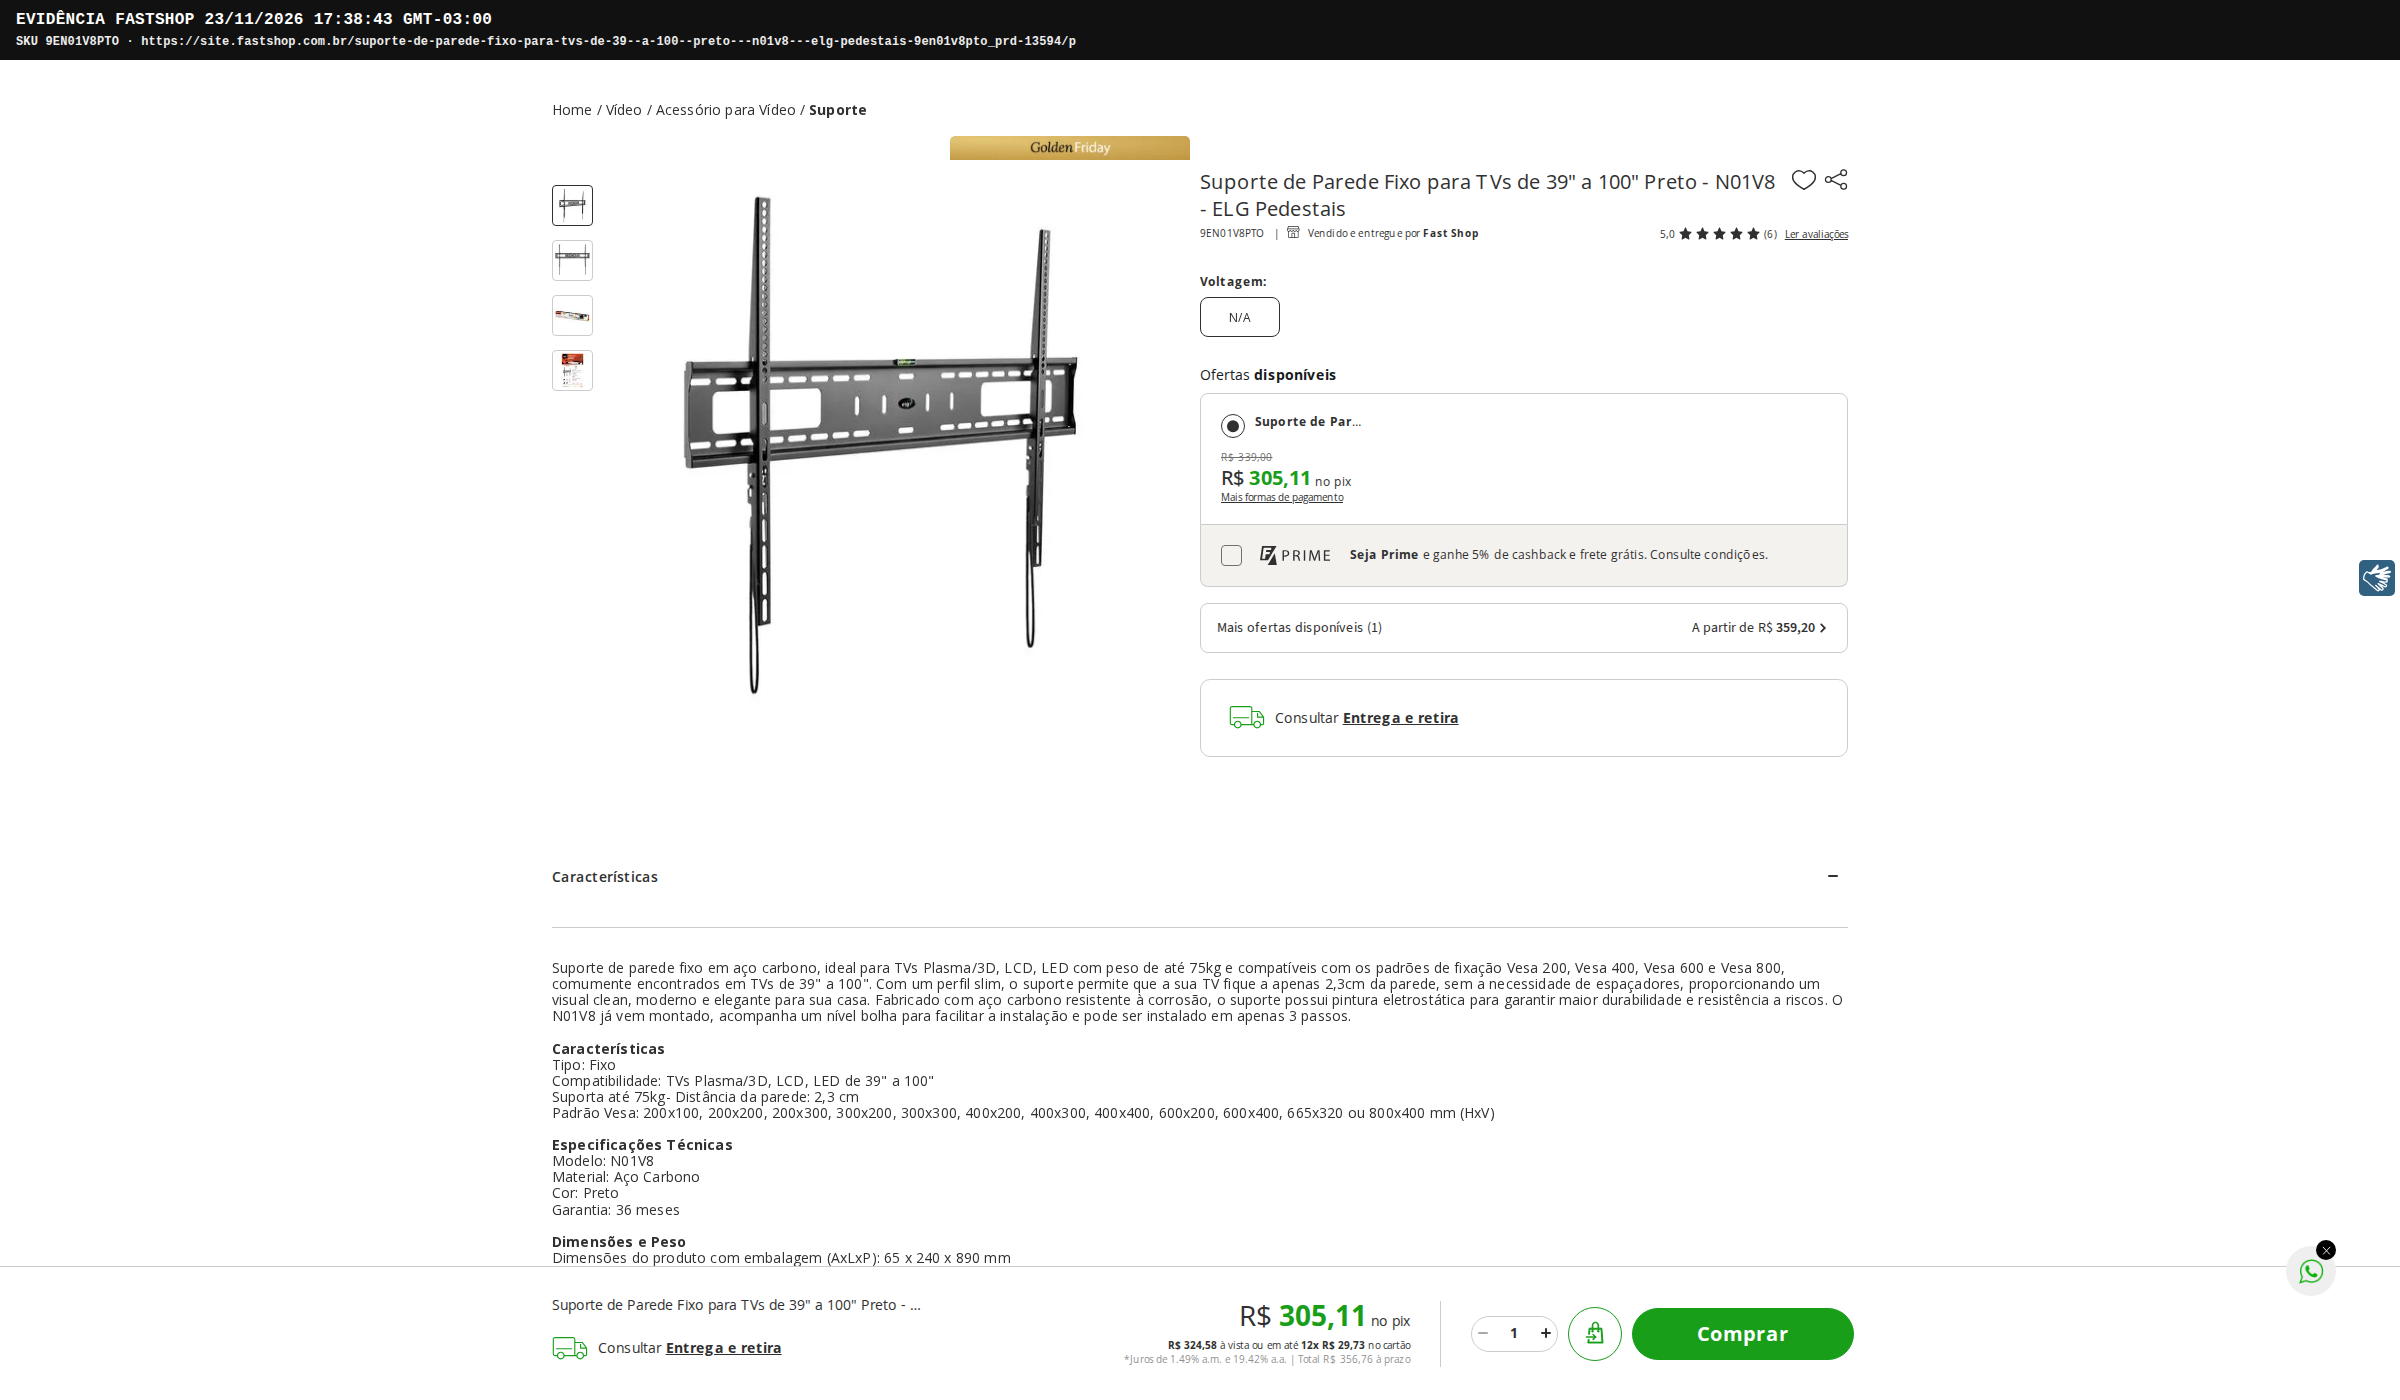 EVIDÊNCIA FASTSHOP 23/11/2026 17:38:43 GMT-03:00
SKU 9EN01V8PTO · https://site.fastshop.com.br/suporte-de-parede-fixo-para-tvs-de-39--a-100--preto---n01v8---elg-pedestais-9en01v8pto_prd-13594/p
Home / Vídeo / Acessório para Vídeo / Suporte
Golden Friday
Suporte de Parede Fixo para TVs de 39" a 100" Preto - N01V8
- ELG Pedestais
9EN01V8PTO | Vendido e entregue por Fast Shop
5,0 (6) Ler avaliações
Voltagem:
N/A
Ofertas disponíveis
Suporte de Par...
R$ 339,00
R$ 305,11 no pix
Mais formas de pagamento
PRIME Seja Prime e ganhe 5% de cashback e frete grátis. Consulte condições.
Mais ofertas disponíveis (1) A partir de R$ 359,20
Consultar Entrega e retira
Características
Suporte de parede fixo em aço carbono, ideal para TVs Plasma/3D, LCD, LED com peso de até 75kg e compatíveis com os padrões de fixação Vesa 200, Vesa 400, Vesa 600 e Vesa 800,
comumente encontrados em TVs de 39" a 100". Com um perfil slim, o suporte permite que a sua TV fique a apenas 2,3cm da parede, sem a necessidade de espaçadores, proporcionando um
visual clean, moderno e elegante para sua casa. Fabricado com aço carbono resistente à corrosão, o suporte possui pintura eletrostática para garantir maior durabilidade e resistência a riscos. O
N01V8 já vem montado, acompanha um nível bolha para facilitar a instalação e pode ser instalado em apenas 3 passos.
Características
Tipo: Fixo
Compatibilidade: TVs Plasma/3D, LCD, LED de 39" a 100"
Suporta até 75kg- Distância da parede: 2,3 cm
Padrão Vesa: 200x100, 200x200, 200x300, 300x200, 300x300, 400x200, 400x300, 400x400, 600x200, 600x400, 665x320 ou 800x400 mm (HxV)
Especificações Técnicas
Modelo: N01V8
Material: Aço Carbono
Cor: Preto
Garantia: 36 meses
Dimensões e Peso
Dimensões do produto com embalagem (AxLxP): 65 x 240 x 890 mm
Suporte de Parede Fixo para TVs de 39" a 100" Preto - ...
Consultar Entrega e retira
R$ 305,11 no pix
R$ 324,58 à vista ou em até 12x R$ 29,73 no cartão
*Juros de 1.49% a.m. e 19.42% a.a. | Total R$ 356,76 à prazo
1
Comprar